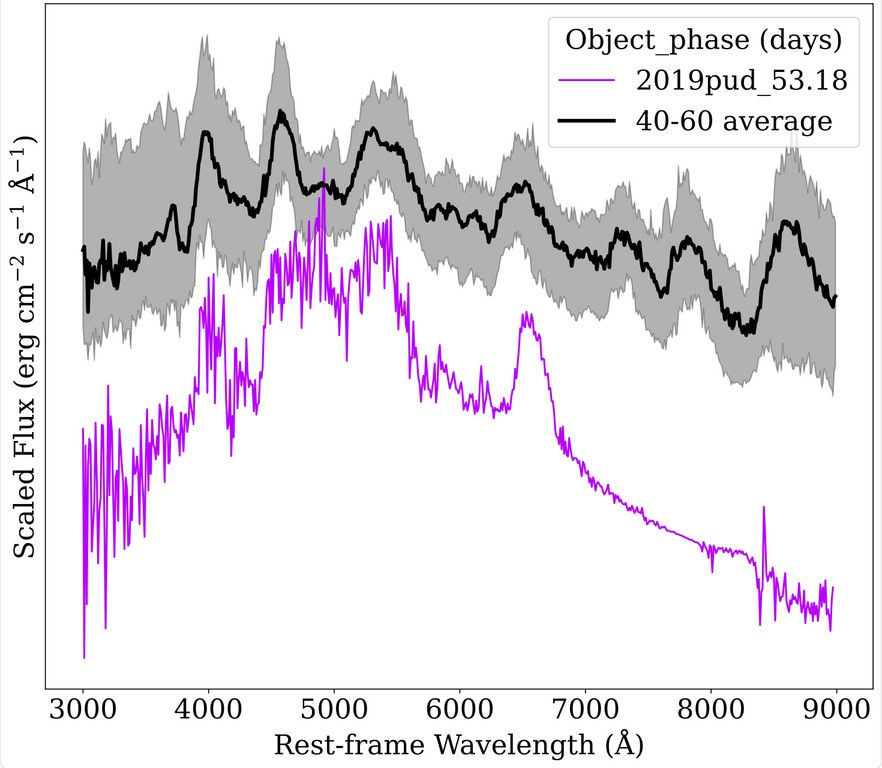 Object_phase (days)
2019pud_53.18
40-60 average
Scaled Flux (erg cm⁻² s⁻¹ Å⁻¹)
3000 4000 5000 6000 7000 8000 9000
Rest-frame Wavelength (Å)